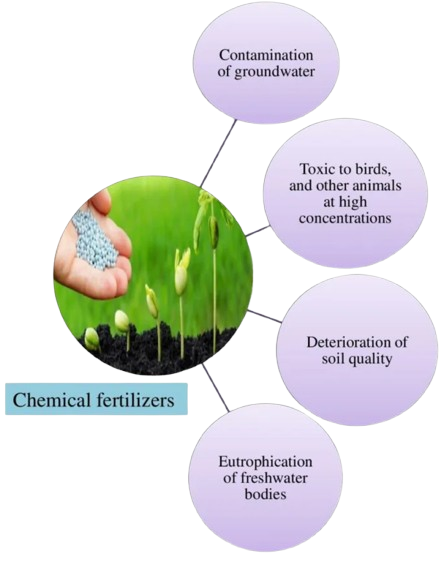 Contamination
of groundwater
Toxic to birds,
and other animals
at high
concentrations
Deterioration of
soil quality
Chemical fertilizers
Eutrophication
of freshwater
bodies